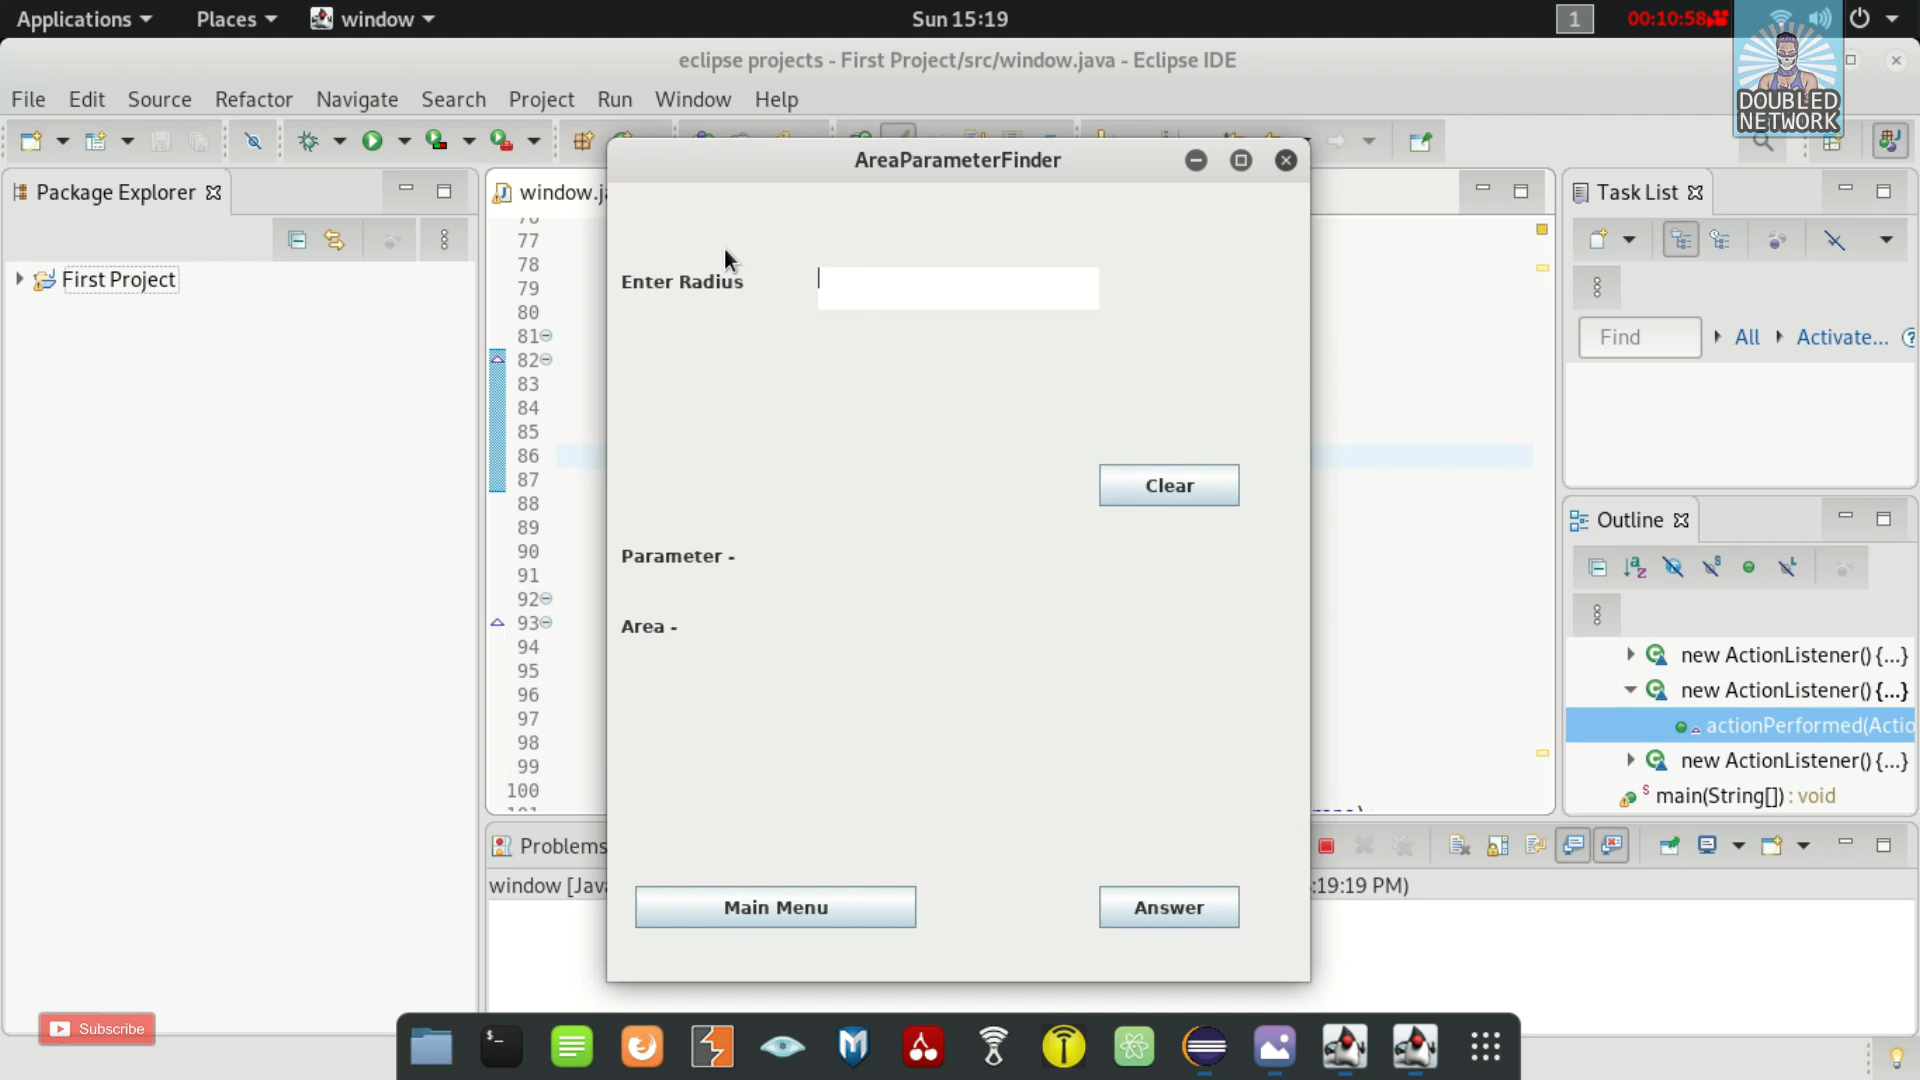 Applications Places window Sun 15:19 1 00:10:58
eclipse projects - First Project/src/window.java - Eclipse IDE
DOUBLED
NETWORK
File Edit Source Refactor Navigate Search Project Run Window Help
AreaParameterFinder
Package Explorer
window.ja
Task List
First Project
77
78
79
80
81
82
83
84
85
86
87
88
89
90
91
92
93
94
95
96
97
98
99
100
Enter Radius
Clear
Parameter -
Area -
Main Menu Answer
Find All Activate...
Outline
new ActionListener() {...}
new ActionListener() {...}
actionPerformed(Actio
new ActionListener() {...}
main(String[]) : void
Problems
window [Java
:19:19 PM)
Subscribe